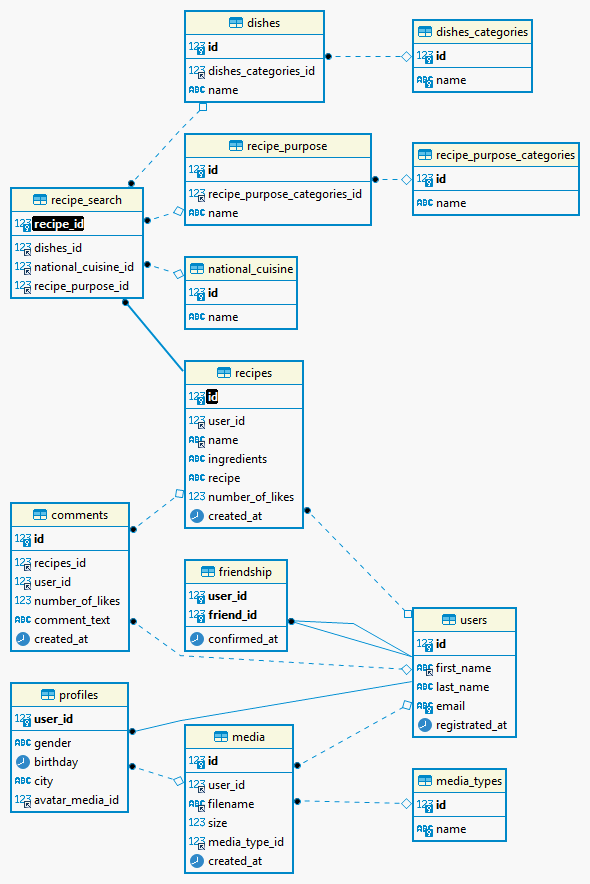 dishes
123 id
123 dishes_categories_id
ABC name
dishes_categories
123 id
ABC name
recipe_purpose
123 id
123 recipe_purpose_categories_id
ABC name
recipe_purpose_categories
123 id
ABC name
recipe_search
123 recipe_id
123 dishes_id
123 national_cuisine_id
123 recipe_purpose_id
national_cuisine
123 id
ABC name
recipes
123 id
123 user_id
ABC name
ABC ingredients
ABC recipe
123 number_of_likes
created_at
comments
123 id
123 recipes_id
123 user_id
123 number_of_likes
ABC comment_text
created_at
friendship
123 user_id
123 friend_id
confirmed_at
users
123 id
ABC first_name
ABC last_name
ABC email
registrated_at
profiles
123 user_id
ABC gender
birthday
ABC city
123 avatar_media_id
media
123 id
123 user_id
ABC filename
123 size
123 media_type_id
created_at
media_types
123 id
ABC name